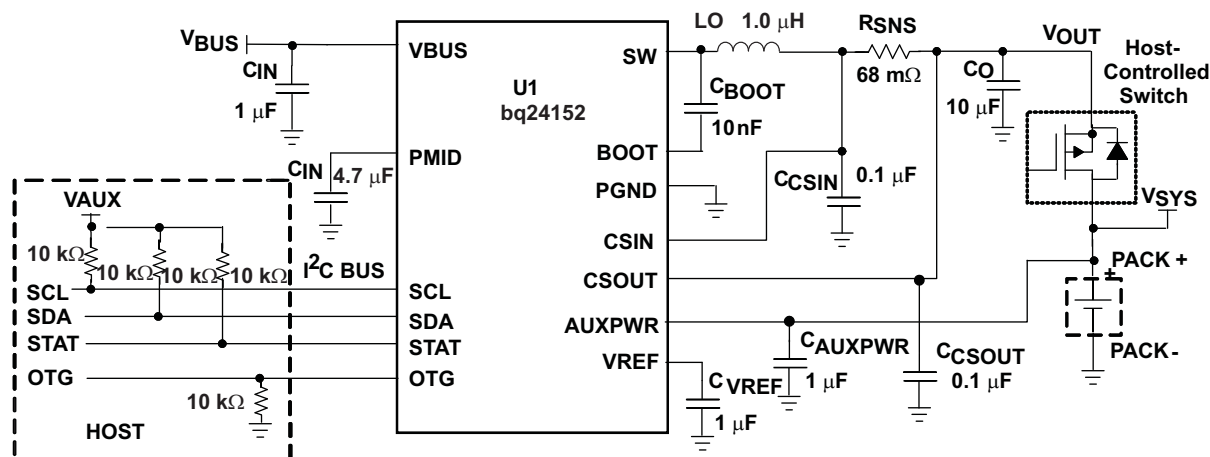 LO 1.0 μH
RSNS
VBUS
VBUS
SW
VOUT
Host-
Controlled
Switch
CIN
1 μF
U1
bq24152
CBOOT
10nF
68 mΩ
CO
10 μF
CIN
4.7 μF
PMID
BOOT
PGND
CCSIN
0.1 μF
VAUX
VSYS
10 kΩ
10 kΩ
10 kΩ
10 kΩ
I2C BUS
CSIN
PACK +
+
SCL
SCL
CSOUT
SDA
SDA
AUXPWR
STAT
STAT
CAUXPWR
1 μF
CCSOUT
0.1 μF
PACK-
VREF
OTG
OTG
CVREF
1 μF
10 kΩ
HOST